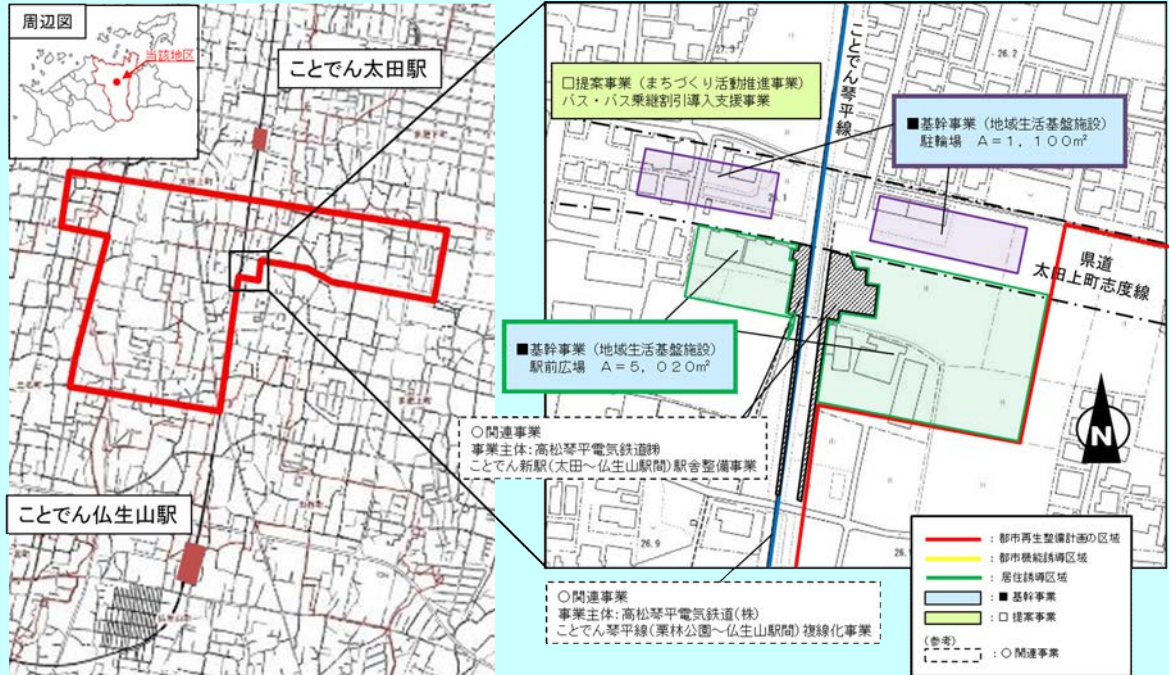 周辺図
当該地区
ことでん太田駅
ことでん仏生山駅
ことでん琴平線
27.3
26.2
□提案事業（まちづくり活動推進事業）
バス・バス乗継割引導入支援事業
■基幹事業（地域生活基盤施設）
駐輪場　A＝1，100㎡
26.1
県道
太田上町志度線
■基幹事業（地域生活基盤施設）
駅前広場　A＝5，020㎡
○関連事業
事業主体：高松琴平電気鉄道㈱
ことでん新駅(太田～仏生山駅間)駅舎整備事業
N
26.9
○関連事業
事業主体：高松琴平電気鉄道(株)
ことでん琴平線(栗林公園～仏生山駅間)複線化事業
：都市再生整備計画の区域
：都市機能誘導区域
：居住誘導区域
：■ 基幹事業
：□ 提案事業
(参考)
：○ 関連事業